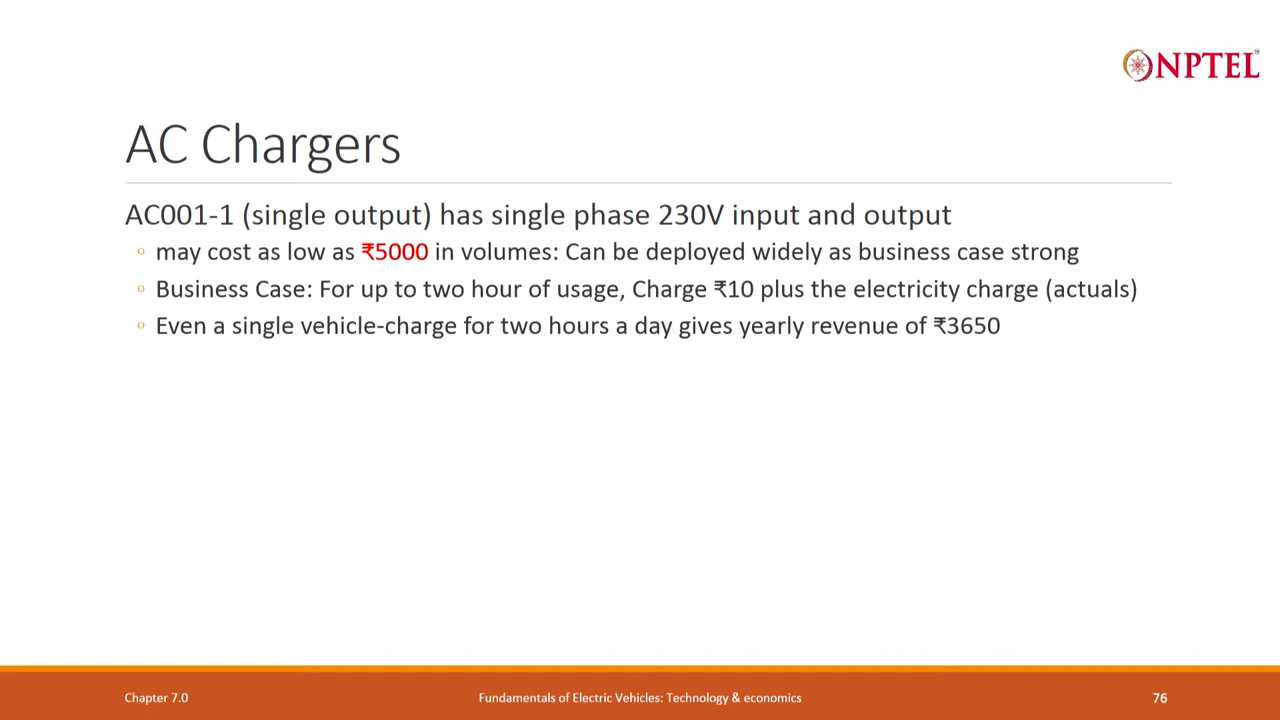 NPTEL
AC Chargers
AC001-1 (single output) has single phase 230V input and output
may cost as low as ₹5000 in volumes: Can be deployed widely as business case strong
Business Case: For up to two hour of usage, Charge ₹10 plus the electricity charge (actuals)
Even a single vehicle-charge for two hours a day gives yearly revenue of ₹3650
Chapter 7.0
Fundamentals of Electric Vehicles: Technology & economics
76